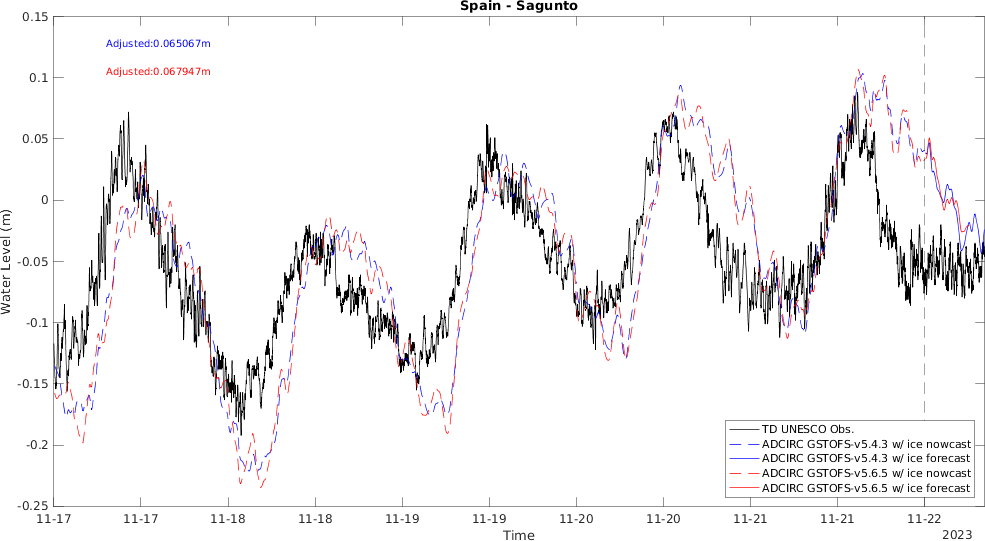 Spain - Sagunto
Adjusted:0.065067m
Adjusted:0.067947m
Water Level (m)
0.15
0.1
0.05
0
-0.05
-0.1
-0.15
-0.2
-0.25
TD UNESCO Obs.
ADCIRC GSTOFS-v5.4.3 w/ ice nowcast
ADCIRC GSTOFS-v5.4.3 w/ ice forecast
ADCIRC GSTOFS-v5.6.5 w/ ice nowcast
ADCIRC GSTOFS-v5.6.5 w/ ice forecast
11-17 11-17 11-18 11-18 11-19 11-19 11-20 11-20 11-21 11-21 11-22
Time
2023